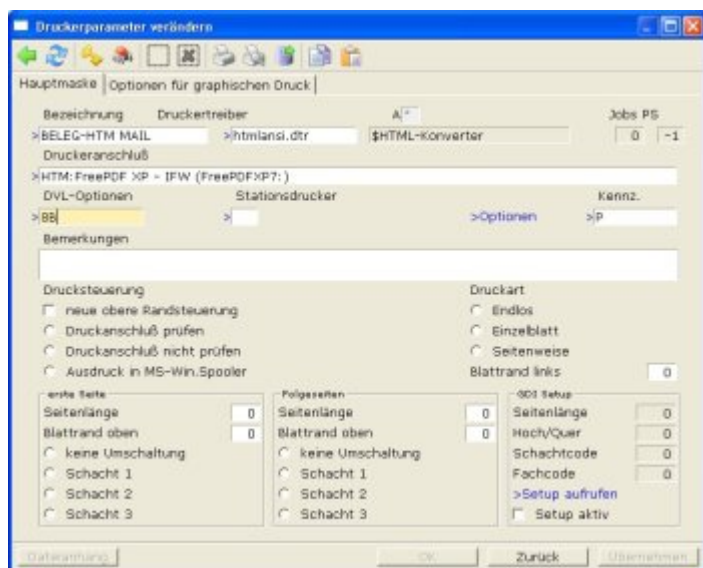 Druckerparameter verändern
Hauptmaske Optionen für graphischen Druck
Bezeichnung Druckertreiber A * Jobs PS
>BELEG-HTM MAIL >htmlansi.dtr $HTML-Konverter 0 -1
Druckeranschluß
>HTM:FreePDF XP - IFW (FreePDFXP7:)
DVL-Optionen Stationsdrucker Kennz.
>BB > >Optionen >P
Bemerkungen
Drucksteuerung Druckart
neue obere Randsteuerung Endlos
Druckanschluß prüfen Einzelblatt
Druckanschluß nicht prüfen Seitenweise
Ausdruck in MS-Win.Spooler Blattrand links 0
erste Seite Folgeseiten GDI Setup
Seitenlänge 0 Seitenlänge 0 Seitenlänge 0
Blattrand oben 0 Blattrand oben 0 Hoch/Quer 0
keine Umschaltung keine Umschaltung Schachtcode 0
Schacht 1 Schacht 1 Fachcode 0
Schacht 2 Schacht 2 >Setup aufrufen
Schacht 3 Schacht 3 Setup aktiv
Dateianhang OK Zurück Übernehmen